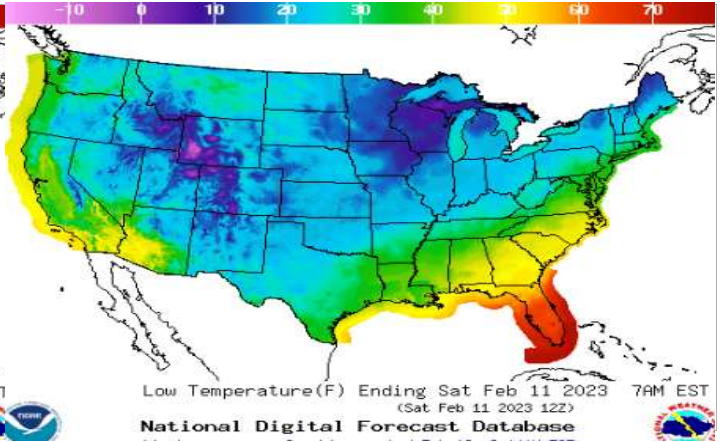 -10 0 10 20 30 40 50 60 70
Low Temperature(F) Ending Sat Feb 11 2023 7AM EST
(Sat Feb 11 2023 12Z)
National Digital Forecast Database